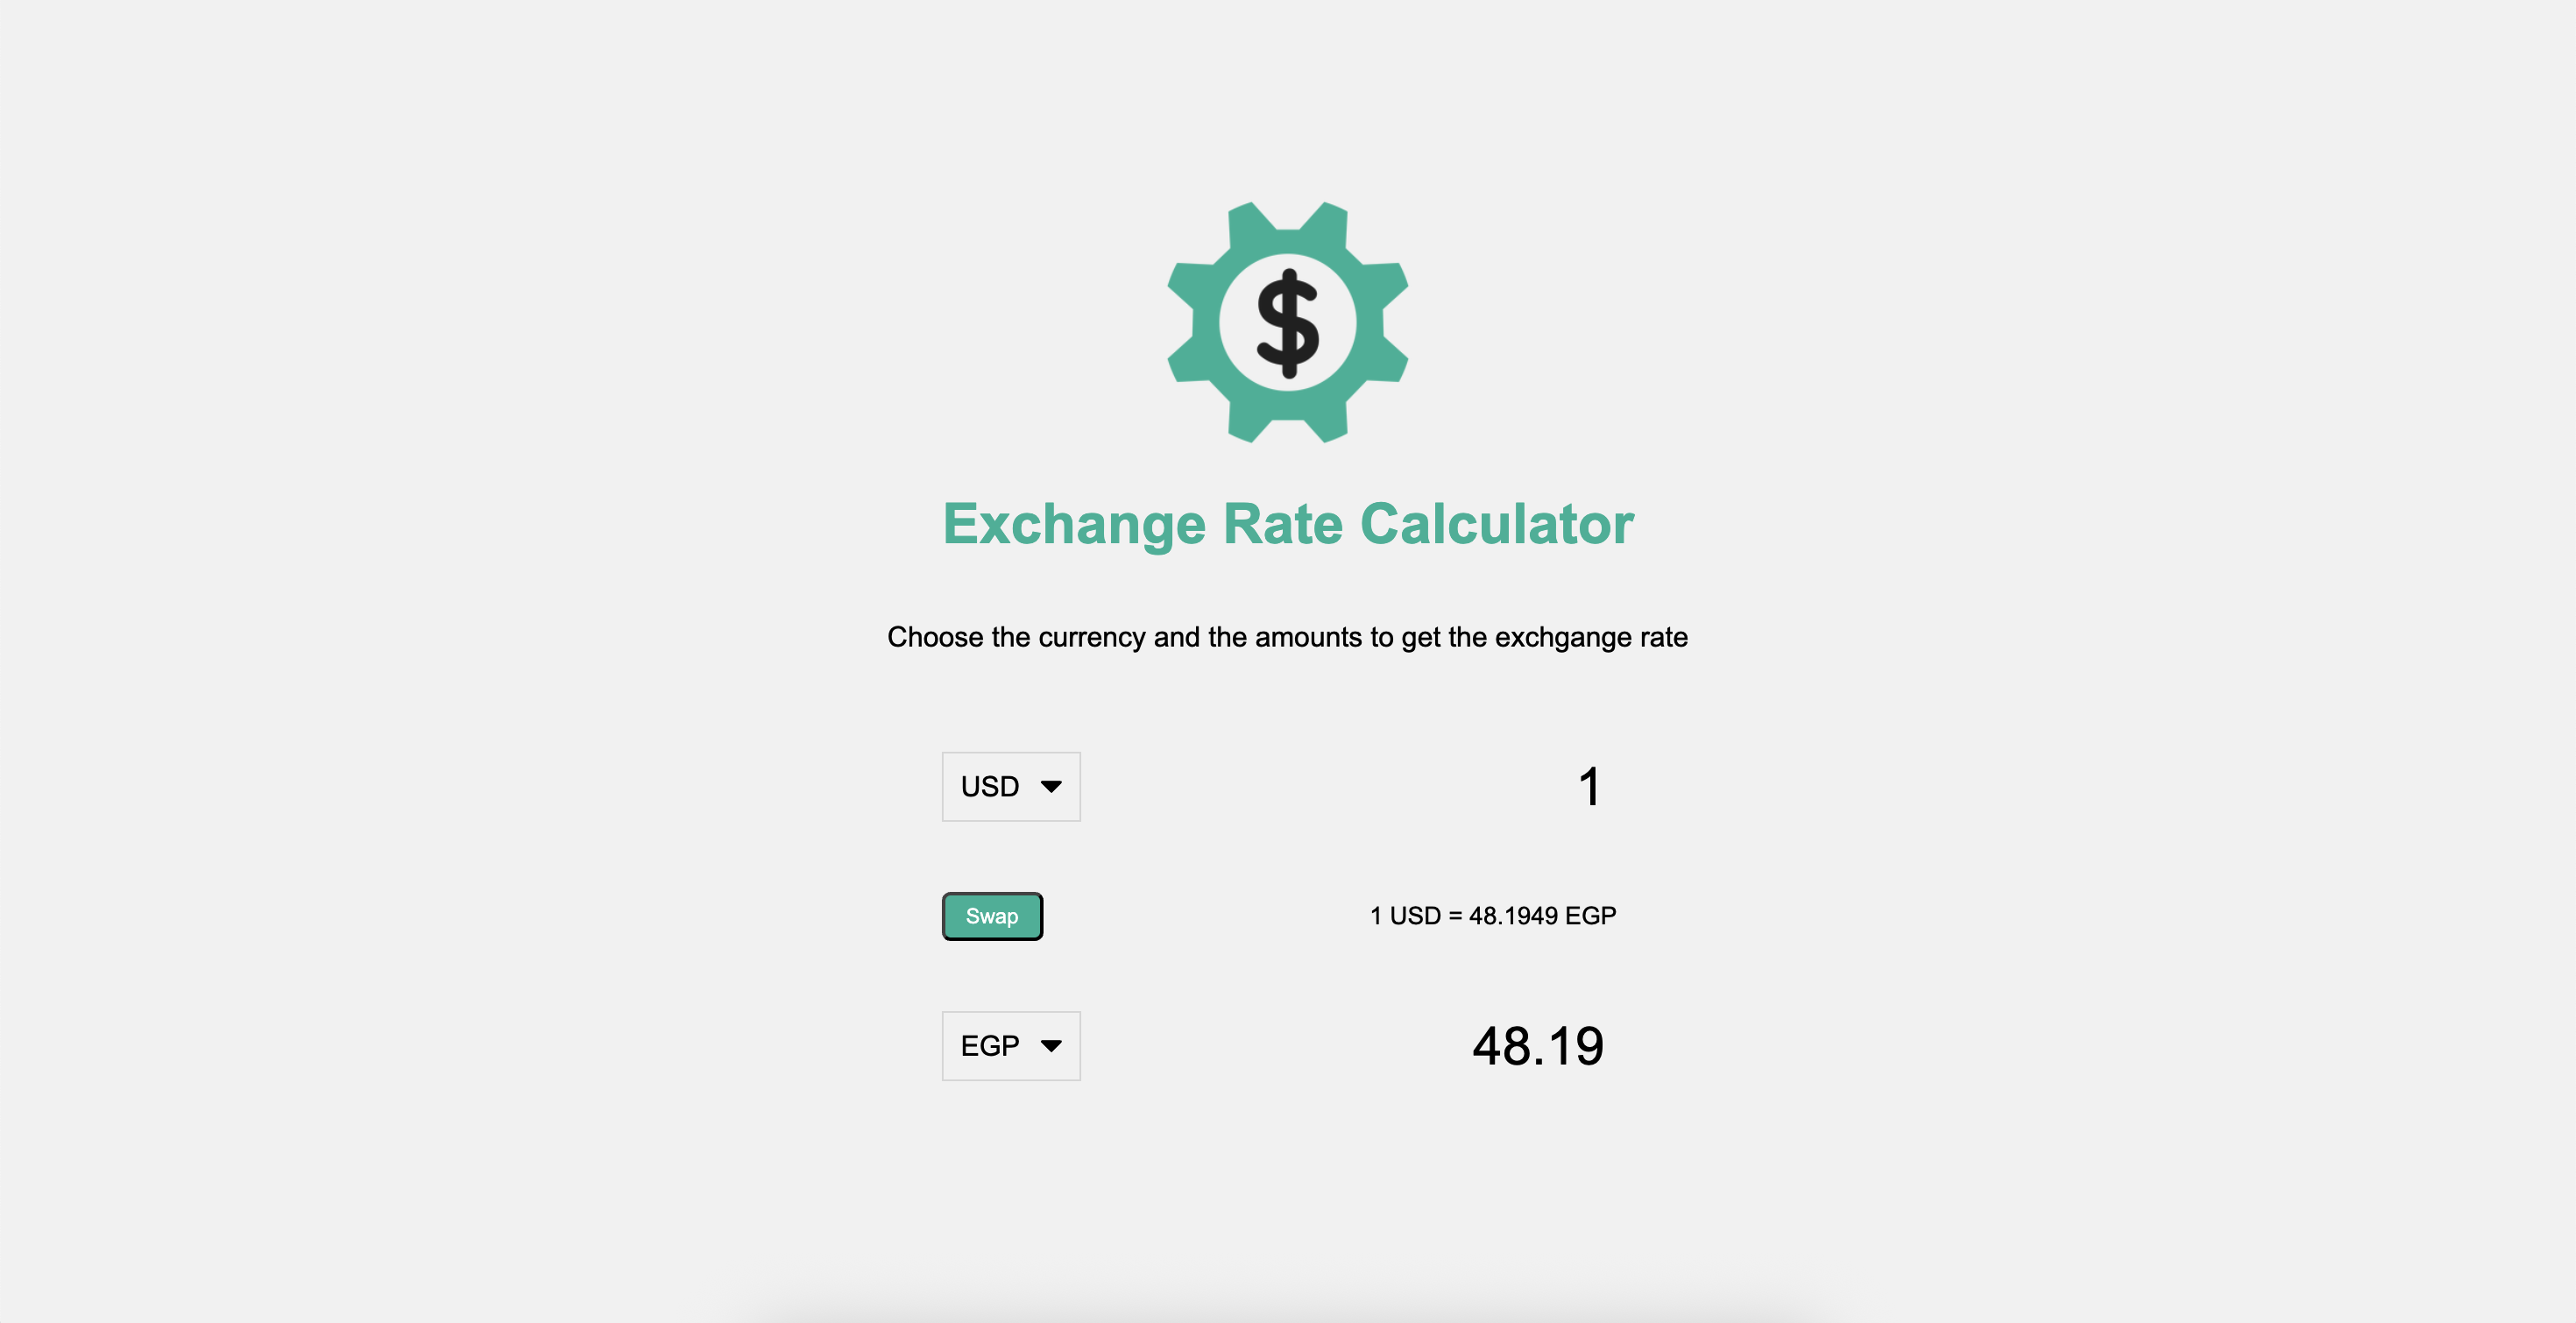 $
Exchange Rate Calculator
Choose the currency and the amounts to get the exchgange rate
USD
1
Swap
1 USD = 48.1949 EGP
EGP
48.19